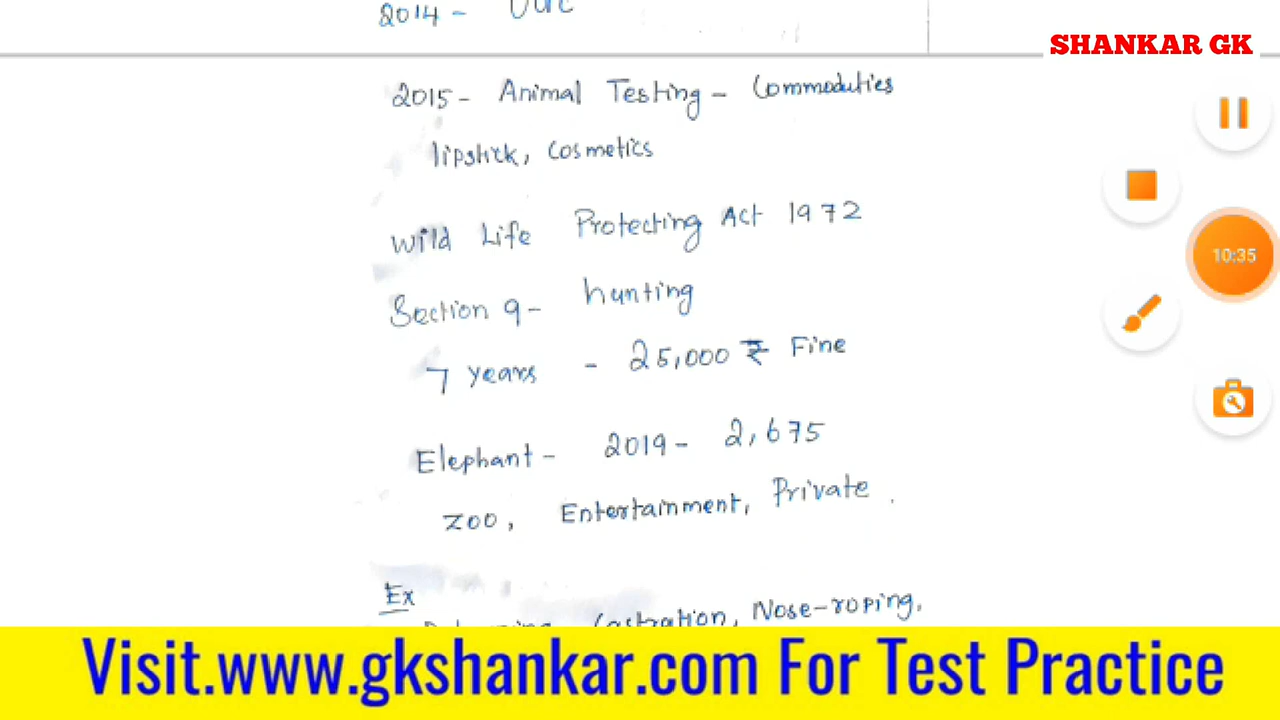 2014 -
SHANKAR GK
2015 - Animal Testing - Commoduties
lipstick, Cosmetics
Wild Life Protecting Act 1972
Section 9 - hunting
7 years - 25,000 ₹ Fine
10:35
Elephant - 2019 - 2,675
ZOO, Entertainment, Private.
Ex
Castration, Nose-roping,
Visit.www.gkshankar.com For Test Practice